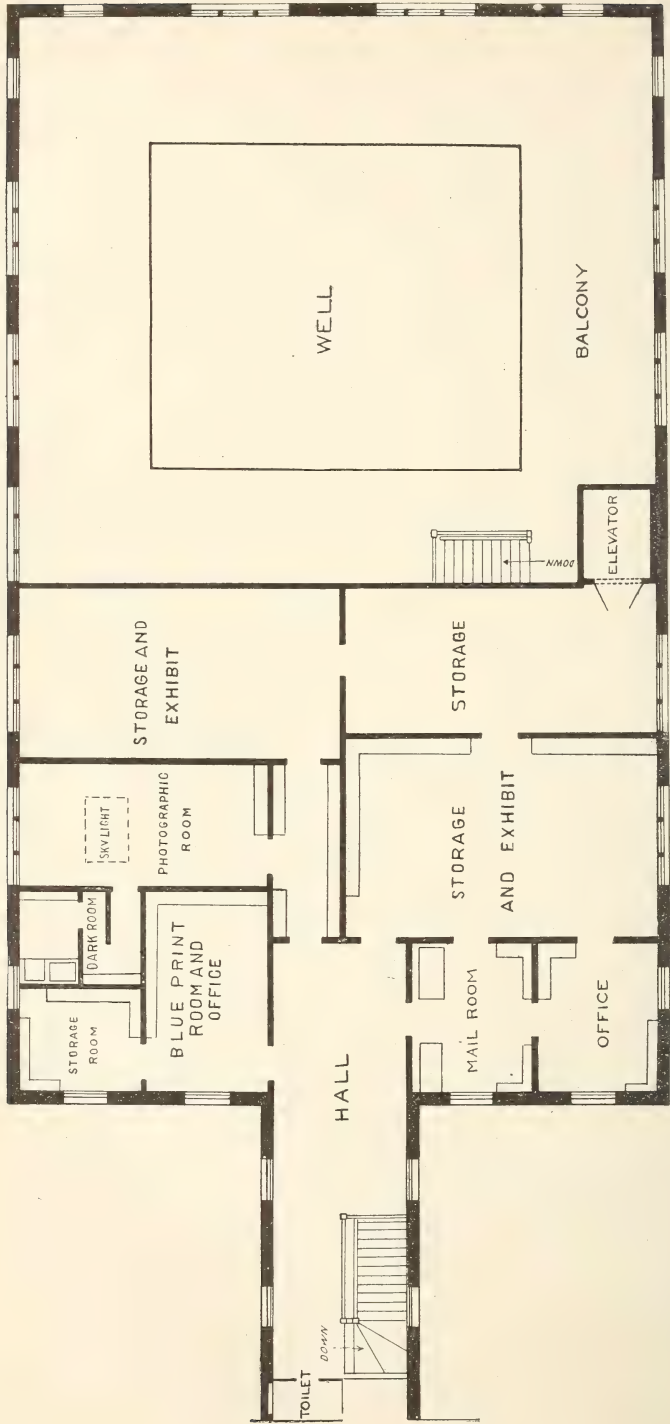 WELL
BALCONY
ELEVATOR
DOWN
STORAGE AND
EXHIBIT
STORAGE
SKYLIGHT
PHOTOGRAPHIC
ROOM
STORAGE
AND EXHIBIT
DARK ROOM
BLUE PRINT
ROOM AND
OFFICE
STORAGE
ROOM
MAIL ROOM
OFFICE
HALL
DOWN
TOILET